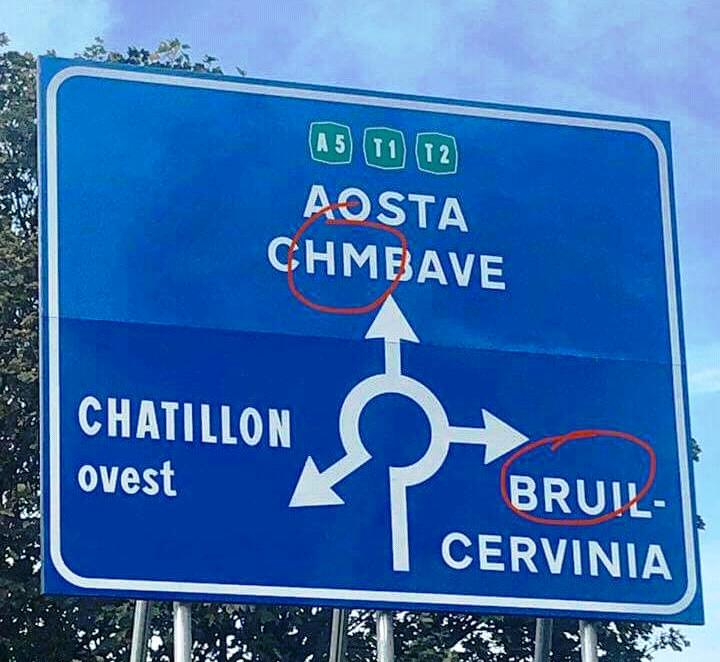 A5 T1 T2
AOSTA
CHMBAVE
CHATILLON
ovest
BRUIL-
CERVINIA